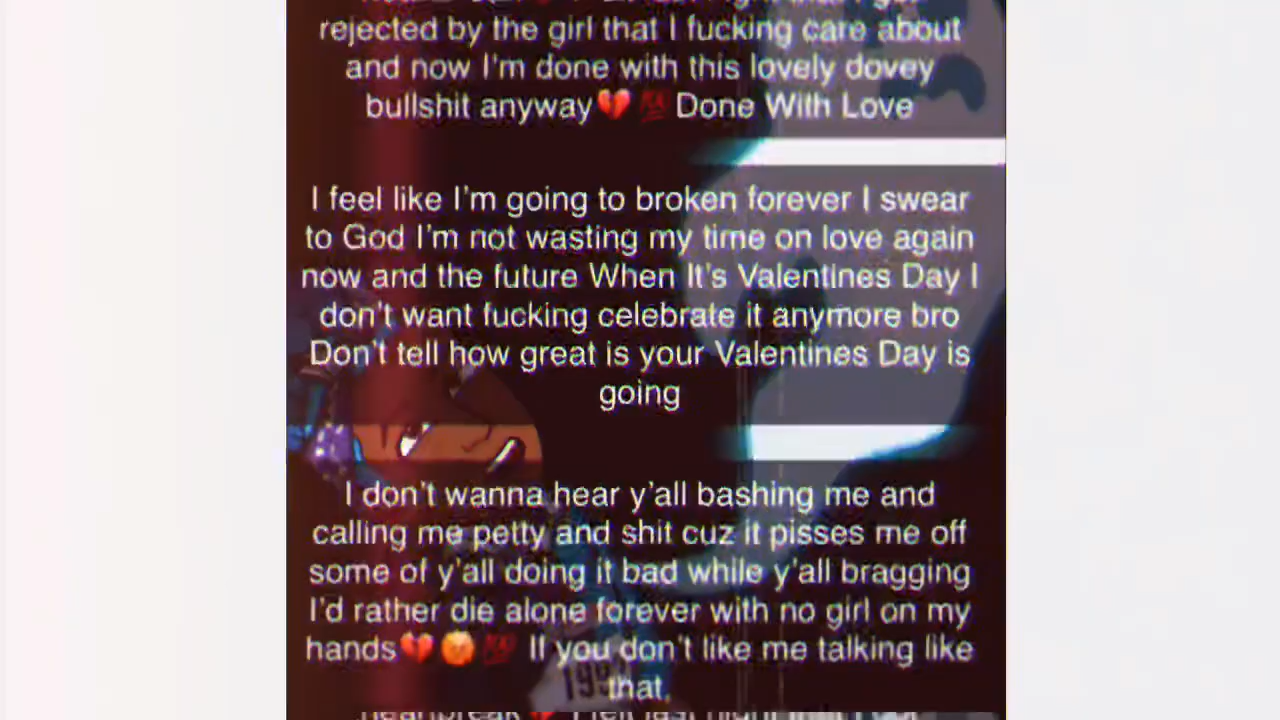 rejected by the girl that I fucking care about
and now I'm done with this lovely dovey
bullshit anyway💔💯Done With Love
I feel like I'm going to broken forever I swear
to God I'm not wasting my time on love again
now and the future When It's Valentines Day I
don't want fucking celebrate it anymore bro
Don't tell how great is your Valentines Day is
going
I don't wanna hear y'all bashing me and
calling me petty and shit cuz it pisses me off
some of y'all doing it bad while y'all bragging
I'd rather die alone forever with no girl on my
hands💔😡💯 If you don't like me talking like
that.
heartbreak💔 I felt last night